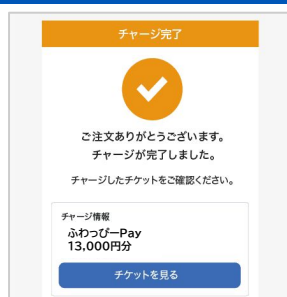 チャージ完了
ご注文ありがとうございます。
チャージが完了しました。
チャージしたチケットをご確認ください。
チャージ情報
ふわっぴーPay
13,000円分
チケットを見る